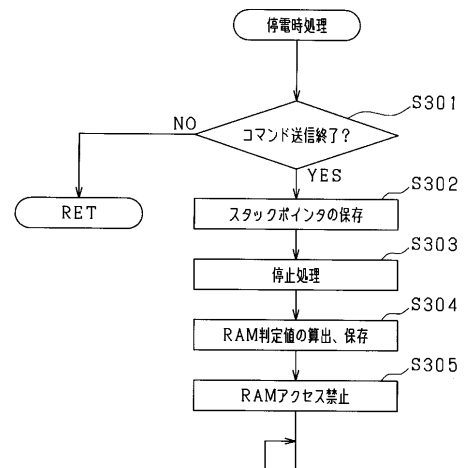 停電時処理
S301
コマンド送信終了?
NO
YES
RET
S302
スタックポインタの保存
S303
停止処理
S304
RAM判定値の算出、保存
S305
RAMアクセス禁止